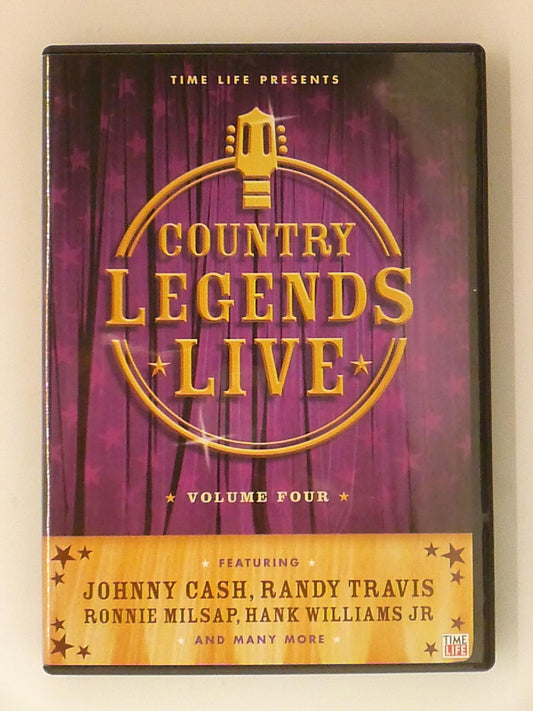 TIME LIFE PRESENTS
COUNTRY
LEGENDS
LIVE
VOLUME FOUR
FEATURING
JOHNNY CASH, RANDY TRAVIS
RONNIE MILSAP, HANK WILLIAMS JR
AND MANY MORE
TIME
LIFE